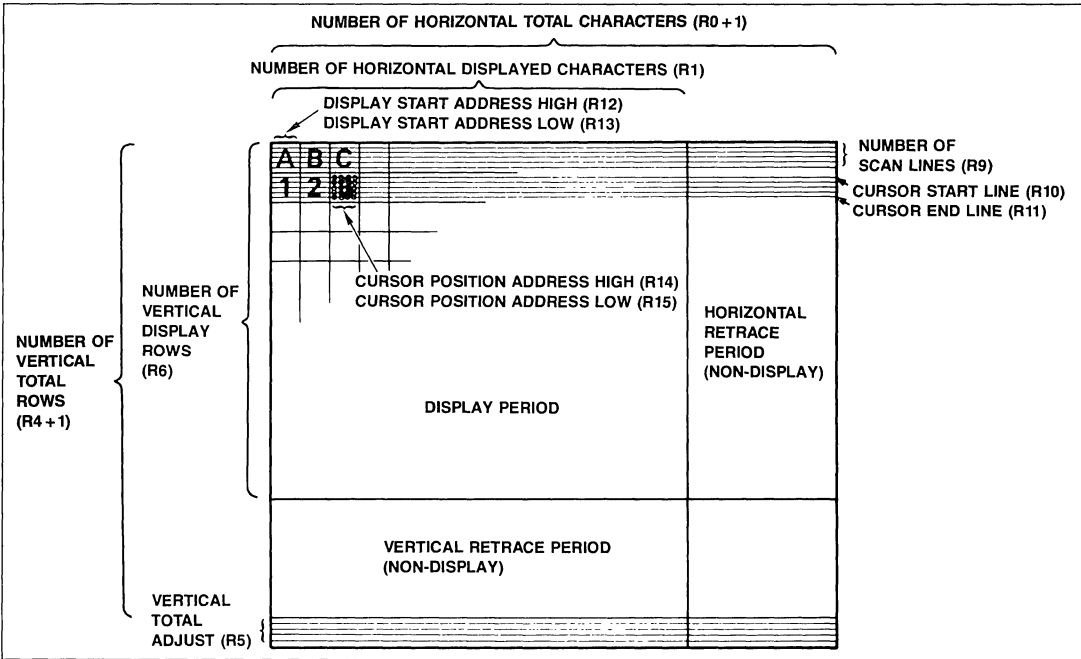 NUMBER OF HORIZONTAL TOTAL CHARACTERS (R0+1)
NUMBER OF HORIZONTAL DISPLAYED CHARACTERS (R1)
DISPLAY START ADDRESS HIGH (R12)
DISPLAY START ADDRESS LOW (R13)
A B C
1 2
NUMBER OF
SCAN LINES (R9)
CURSOR START LINE (R10)
CURSOR END LINE (R11)
CURSOR POSITION ADDRESS HIGH (R14)
CURSOR POSITION ADDRESS LOW (R15)
NUMBER OF
VERTICAL
DISPLAY
ROWS
(R6)
NUMBER OF
VERTICAL
TOTAL
ROWS
(R4+1)
HORIZONTAL
RETRACE
PERIOD
(NON-DISPLAY)
DISPLAY PERIOD
VERTICAL RETRACE PERIOD
(NON-DISPLAY)
VERTICAL
TOTAL
ADJUST (R5)